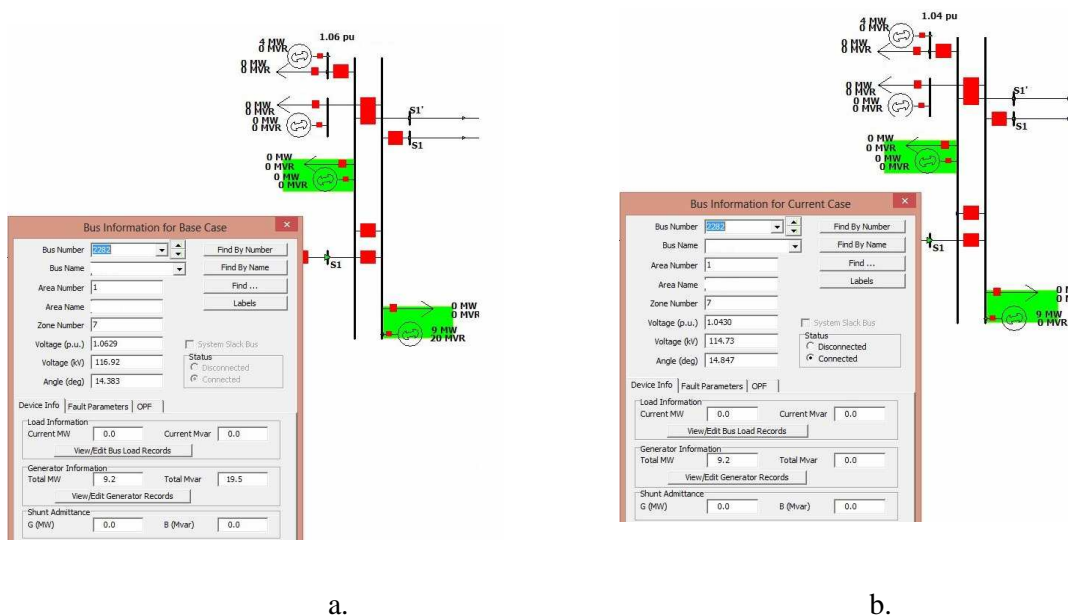 1.06 pu
4 MW
0 MVR
0 MW
0 MVR
0 MW
0 MVR
0 MW
0 MVR
S1'
S1
0 MW
0 MVR
0 MW
0 MVR
S1
0 MW
0 MVR
9 MW
20 MVR
Bus Information for Base Case
Bus Number 2282 Find By Number
Bus Name Find By Name
Area Number 1 Find ...
Area Name Labels
Zone Number 7
Voltage (p.u.) 1.0629 System Slack Bus
Voltage (kV) 116.92 Status
Disconnected
Angle (deg) 14.383 Connected
Device Info Fault Parameters OPF
Load Information
Current MW 0.0 Current Mvar 0.0
View/Edit Bus Load Records
Generator Information
Total MW 9.2 Total Mvar 19.5
View/Edit Generator Records
Shunt Admittance
G (MW) 0.0 B (Mvar) 0.0
a.
1.04 pu
4 MW
0 MVR
0 MW
0 MVR
0 MW
0 MVR
0 MW
0 MVR
S1'
S1
0 MW
0 MVR
0 MW
0 MVR
S1
0 M
0 M
9 MW
0 MVR
Bus Information for Current Case
Bus Number 2282 Find By Number
Bus Name Find By Name
Area Number 1 Find ...
Area Name Labels
Zone Number 7
Voltage (p.u.) 1.0430 System Slack Bus
Voltage (kV) 114.73 Status
Disconnected
Angle (deg) 14.847 Connected
Device Info Fault Parameters OPF
Load Information
Current MW 0.0 Current Mvar 0.0
View/Edit Bus Load Records
Generator Information
Total MW 9.2 Total Mvar 0.0
View/Edit Generator Records
Shunt Admittance
G (MW) 0.0 B (Mvar) 0.0
b.